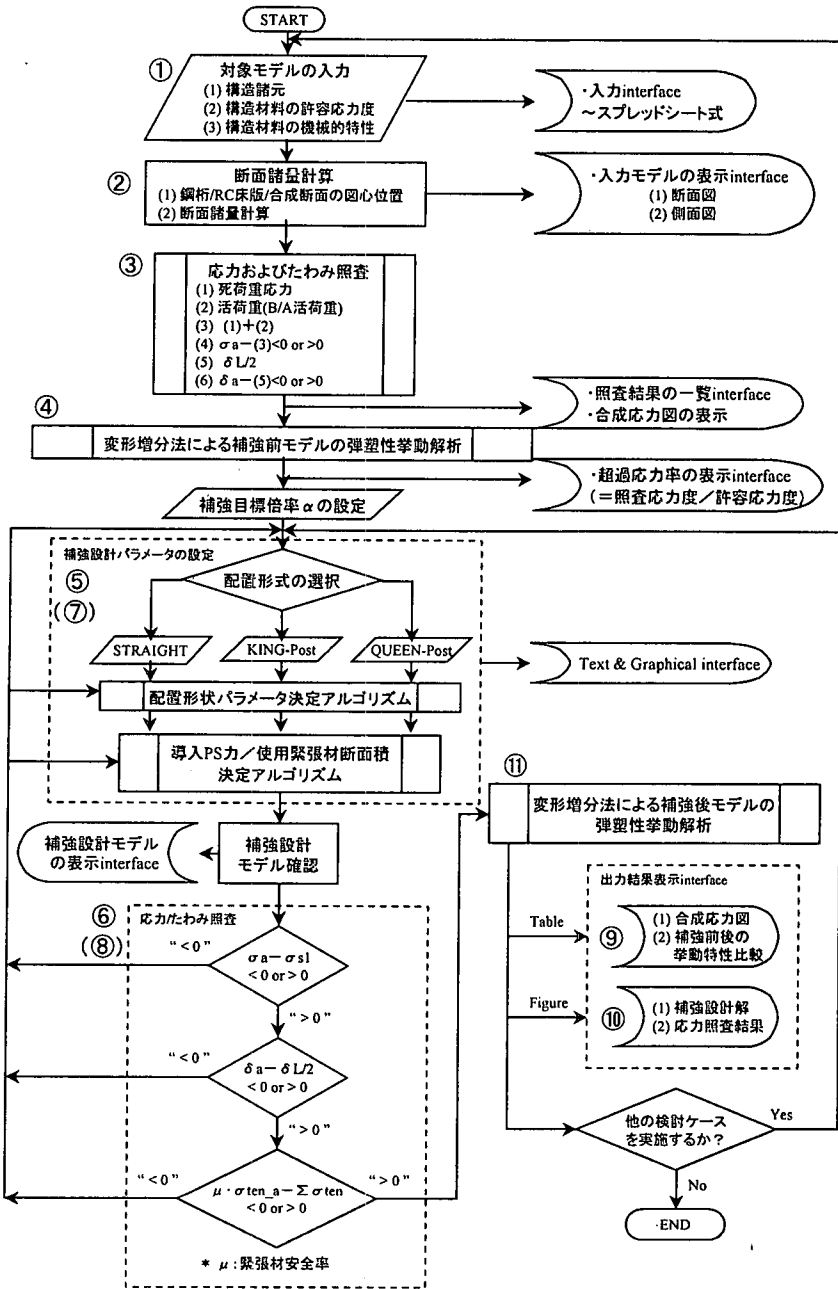 START
①
対象モデルの入力
(1) 構造諸元
(2) 構造材料の許容応力度
(3) 構造材料の機械的特性
・入力interface
～スプレッドシート式
②
断面諸量計算
(1) 鋼桁/RC床版/合成断面の図心位置
(2) 断面諸量計算
・入力モデルの表示interface
(1) 断面図
(2) 側面図
③
応力およびたわみ照査
(1) 死荷重応力
(2) 活荷重(B/A活荷重)
(3) (1)+(2)
(4) σa-(3)<0 or >0
(5) δL/2
(6) δa-(5)<0 or >0
・照査結果の一覧interface
・合成応力図の表示
④
変形増分法による補強前モデルの弾塑性挙動解析
・超過応力率の表示interface
(＝照査応力度／許容応力度)
補強目標倍率αの設定
補強設計パラメータの設定
⑤
(⑦)
配置形式の選択
STRAIGHT
KING-Post
QUEEN-Post
Text & Graphical interface
配置形状パラメータ決定アルゴリズム
導入PS力／使用緊張材断面積
決定アルゴリズム
補強設計モデル
の表示interface
補強設計
モデル確認
⑥
(⑧)
応力/たわみ照査
“<0”
σa-σsl
<0 or >0
“>0”
“<0”
δa-δL/2
<0 or >0
“>0”
“<0”
μ・σten_a-Σσten
<0 or >0
“>0”
* μ:緊張材安全率
⑪
変形増分法による補強後モデルの
弾塑性挙動解析
出力結果表示interface
Table
⑨
(1) 合成応力図
(2) 補強前後の
挙動特性比較
Figure
⑩
(1) 補強設計解
(2) 応力照査結果
他の検討ケース
を実施するか？
Yes
No
END